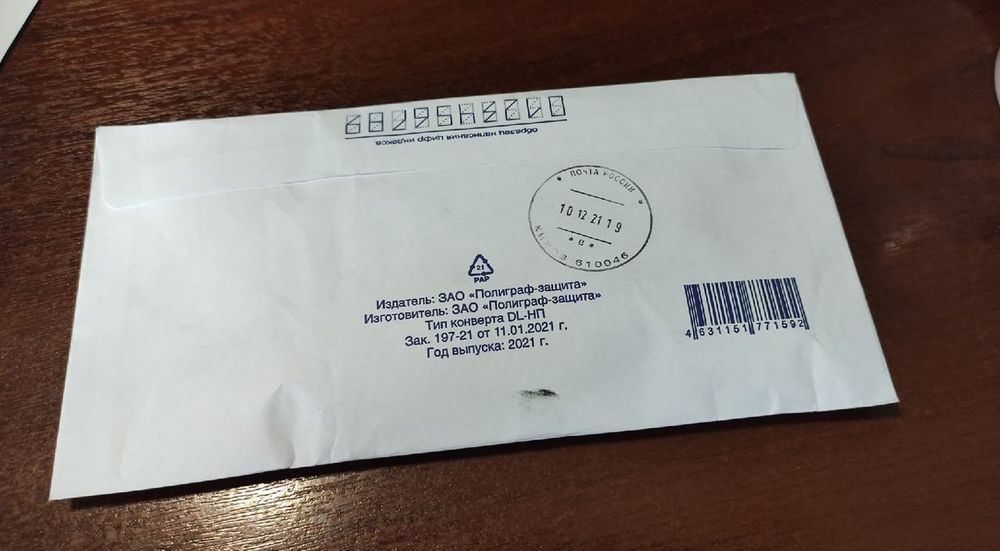 0123456789
образец написания цифр индекса
ПОЧТА РОССИИ
10 12 21 19
* в *
КИРОВ 610046
21
PAP
Издатель: ЗАО «Полиграф-защита»
Изготовитель: ЗАО «Полиграф-защита»
Тип конверта DL-НП
Зак. 197-21 от 11.01.2021 г.
Год выпуска: 2021 г.
4 631151 771592